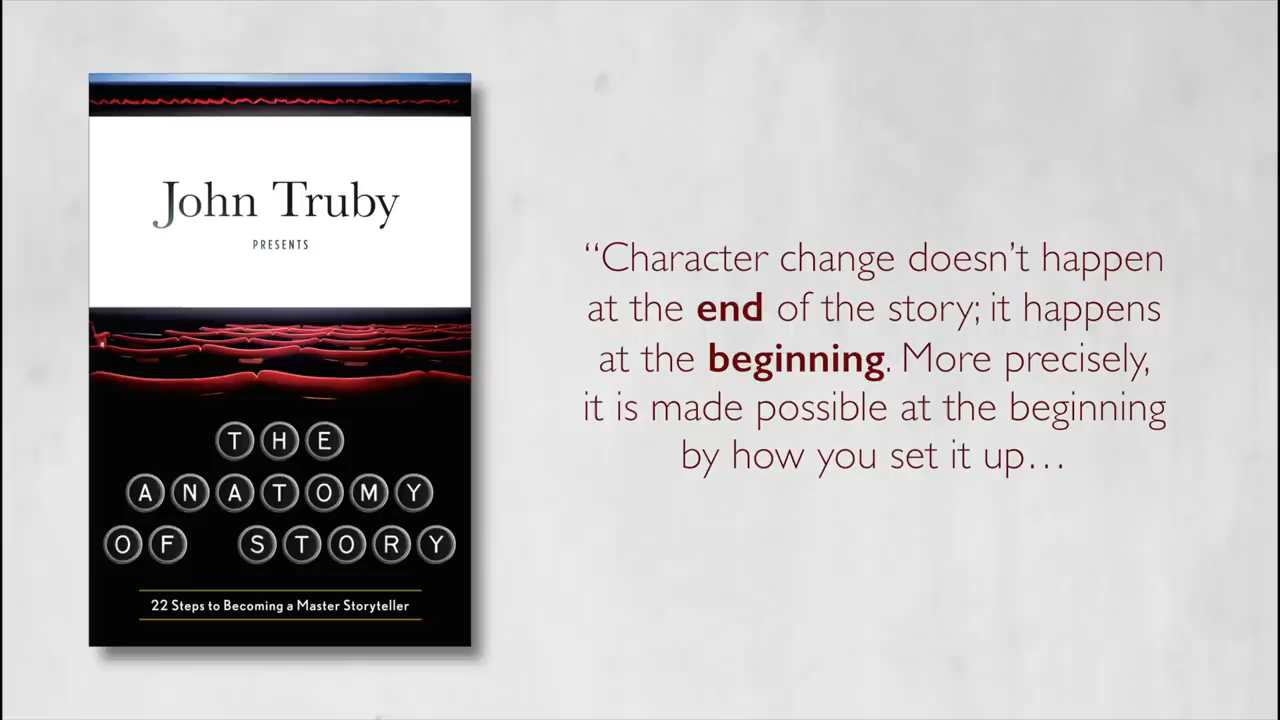 John Truby
PRESENTS
THE
ANATOMY
OF STORY
22 Steps to Becoming a Master Storyteller
“Character change doesn’t happen
at the end of the story; it happens
at the beginning. More precisely,
it is made possible at the beginning
by how you set it up…